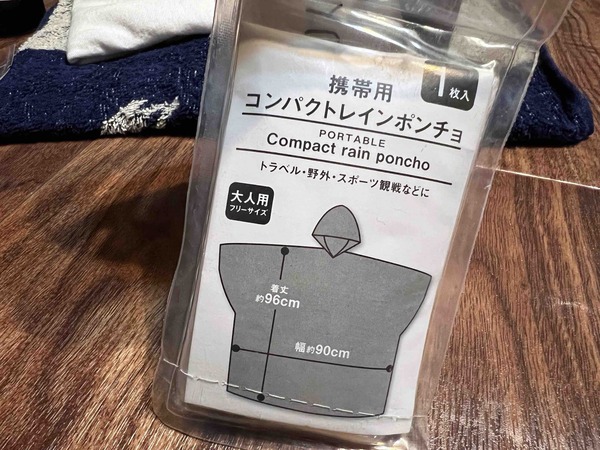 1枚入
携帯用
コンパクトレインポンチョ
PORTABLE
Compact rain poncho
トラベル・野外・スポーツ観戦などに
大人用
フリーサイズ
着丈
約96cm
幅約90cm